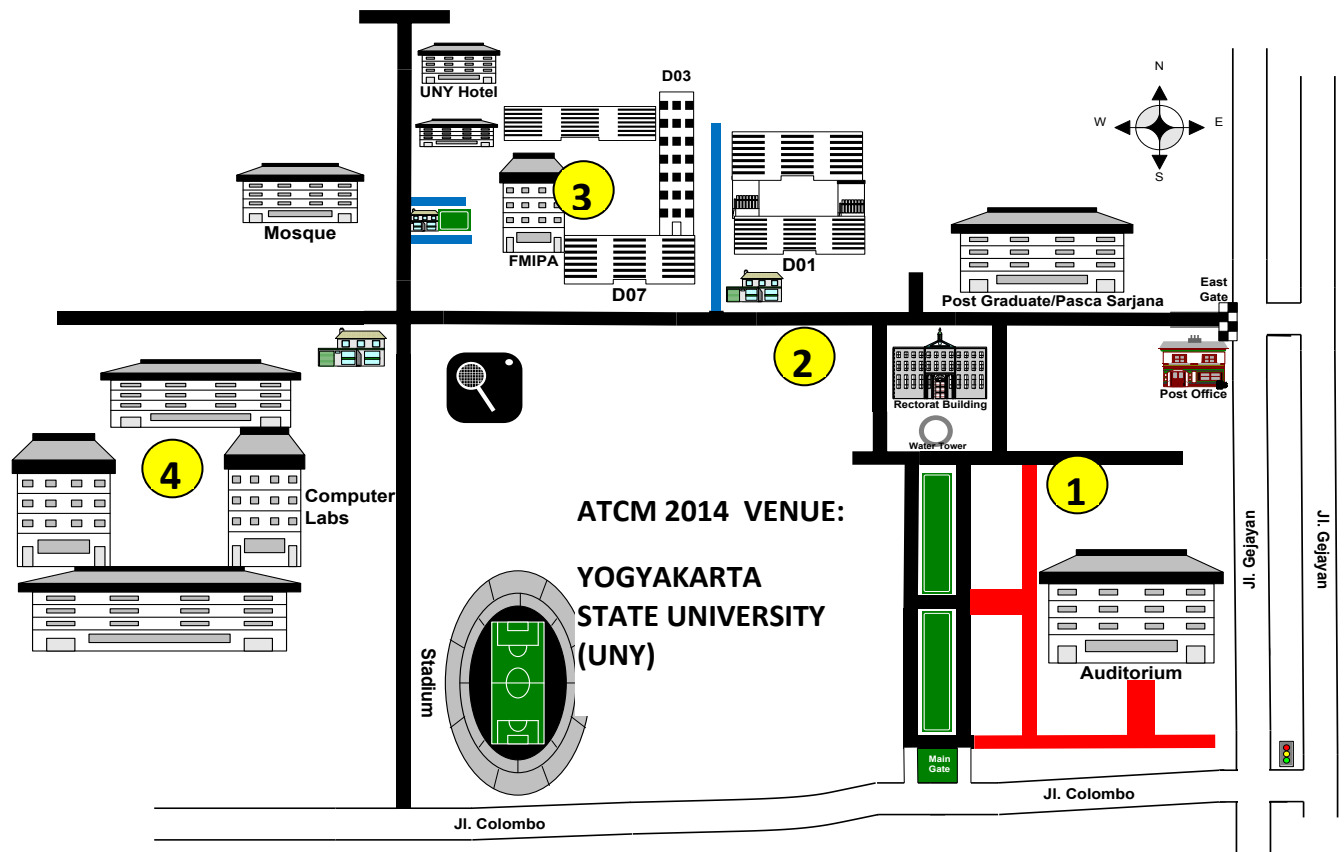 D03
N
UNY Hotel
W
E
S
3
Mosque
FMIPA
D01
D07
East
Gate
Post Graduate/Pasca Sarjana
2
Post Office
Rectorat Building
Water Tower
4
Computer
Labs
1
ATCM 2014 VENUE:
YOGYAKARTA
STATE UNIVERSITY
(UNY)
Jl. Gejayan
Jl. Gejayan
Stadium
Auditorium
Main
Gate
Jl. Colombo
Jl. Colombo